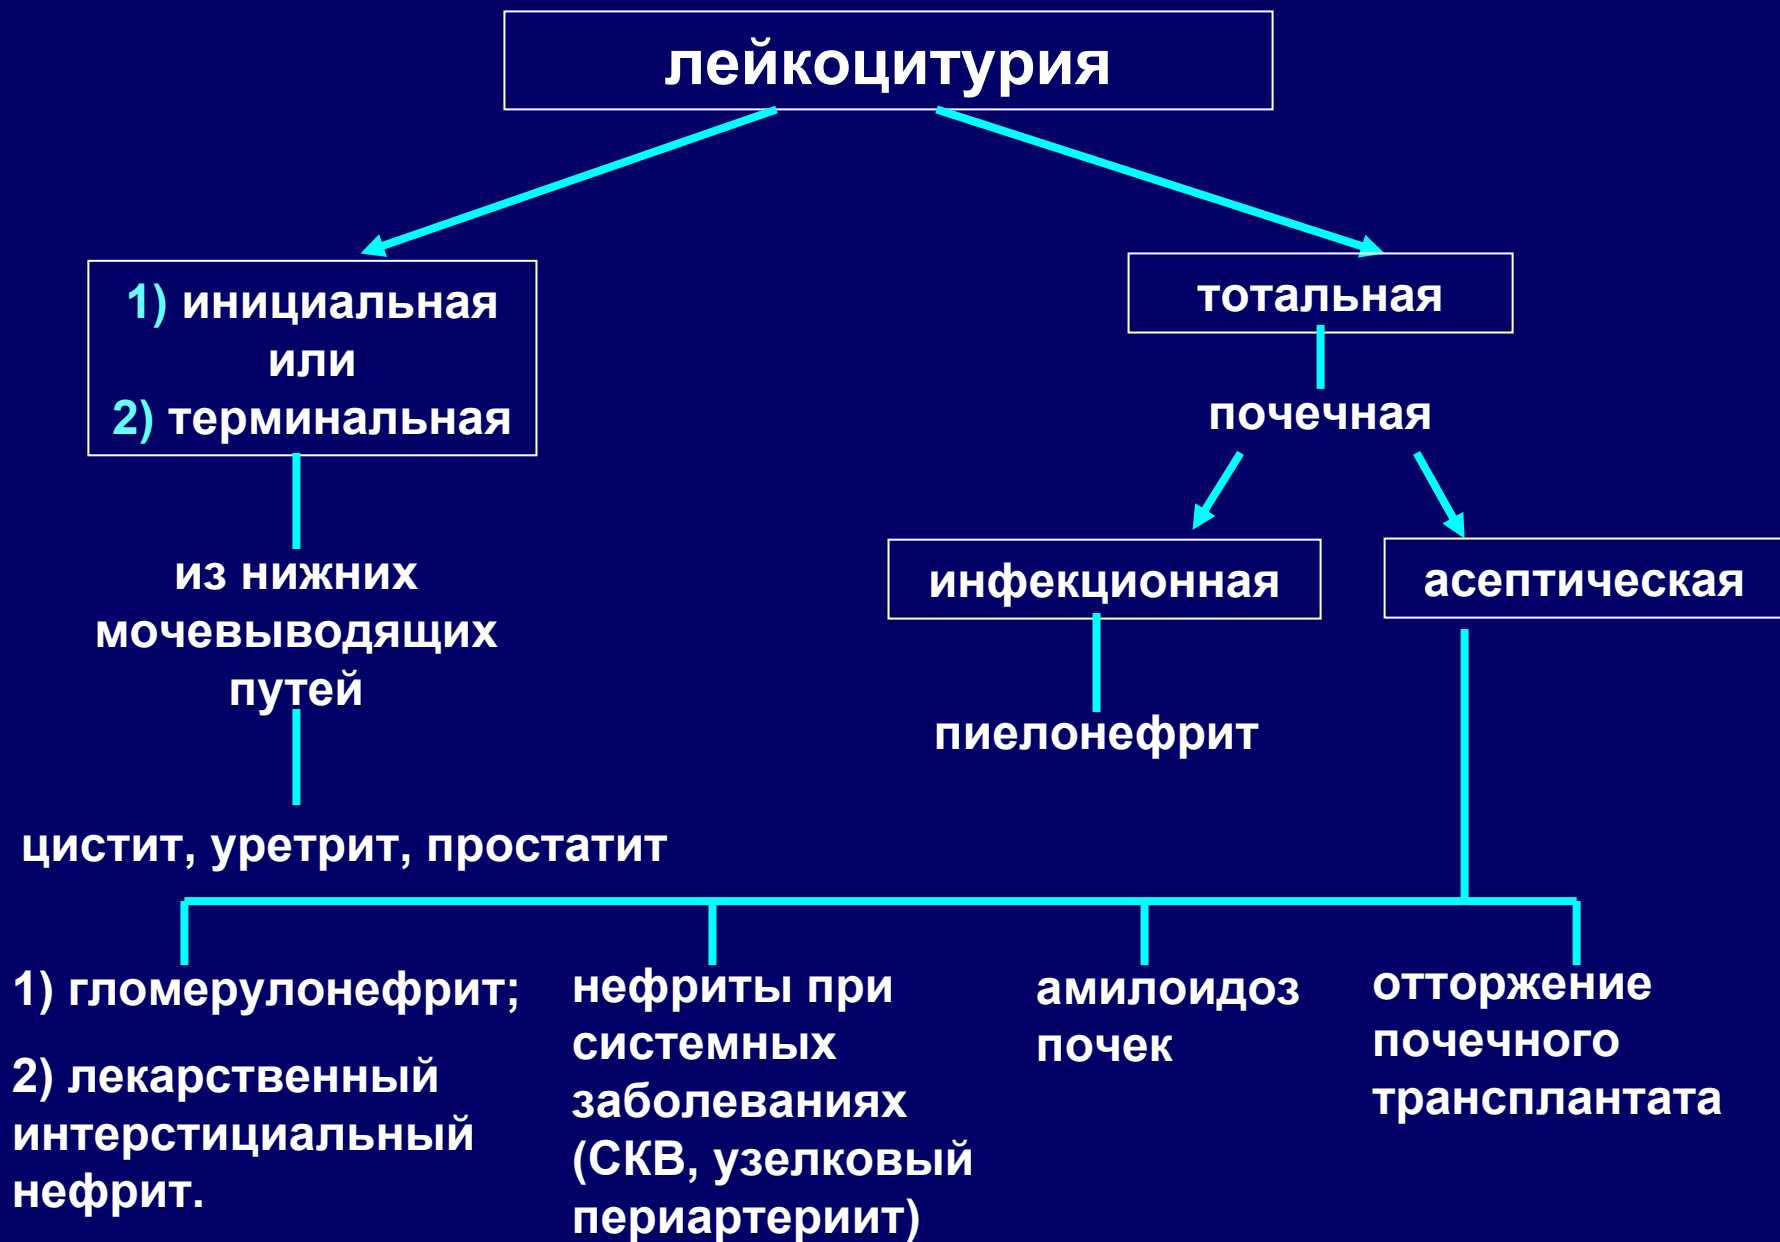 лейкоцитурия
1) инициальная
или
2) терминальная
тотальная
почечная
из нижних
мочевыводящих
путей
инфекционная
асептическая
пиелонефрит
цистит, уретрит, простатит
1) гломерулонефрит;
2) лекарственный
интерстициальный
нефрит.
нефриты при
системных
заболеваниях
(СКВ, узелковый
периартериит)
амилоидоз
почек
отторжение
почечного
трансплантата